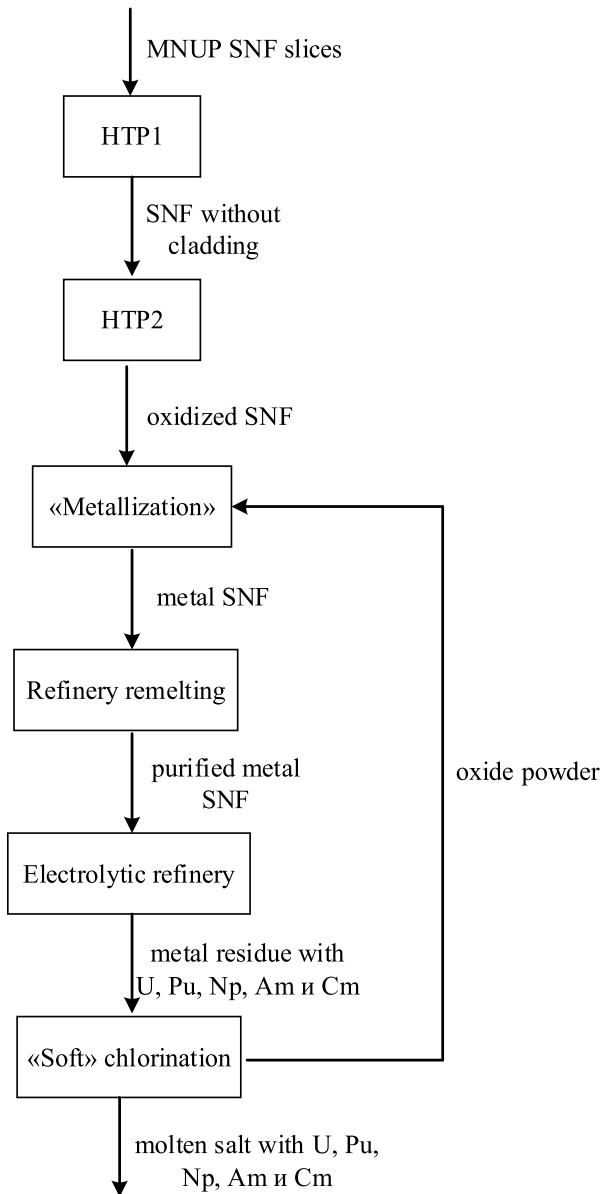 MNUP SNF slices
HTP1
SNF without
cladding
HTP2
oxidized SNF
«Metallization»
metal SNF
Refinery remelting
purified metal
SNF
oxide powder
Electrolytic refinery
metal residue with
U, Pu, Np, Am и Cm
«Soft» chlorination
molten salt with U, Pu,
Np, Am и Cm